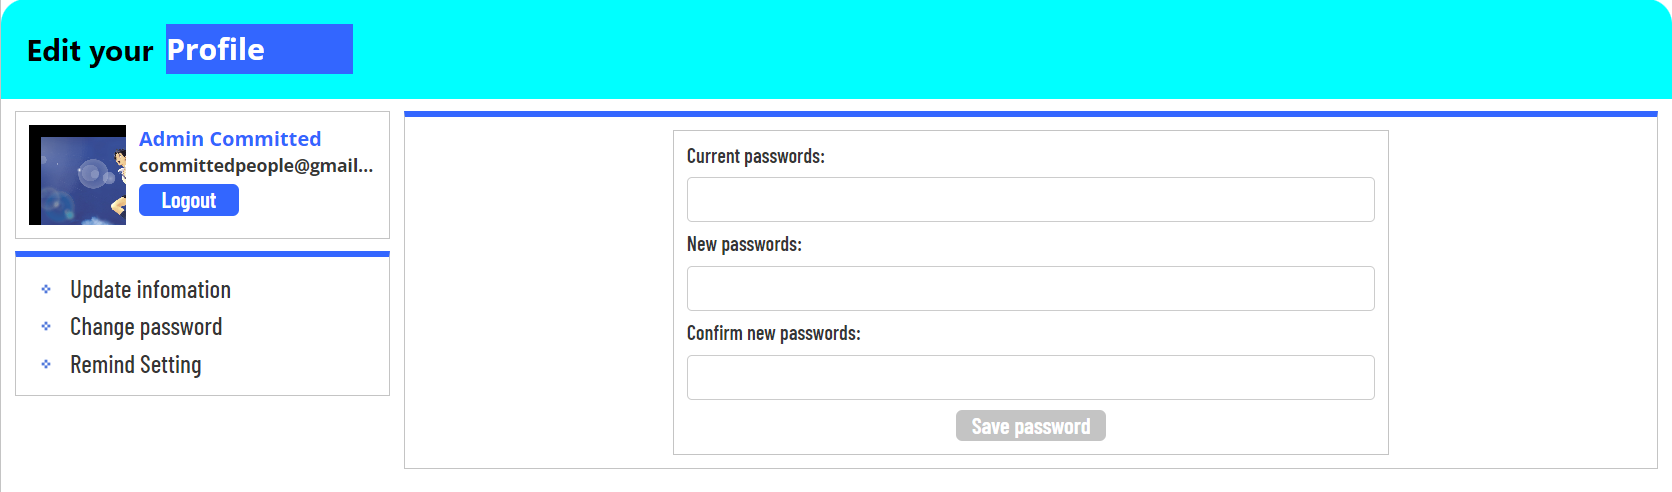 Edit your Profile
Admin Committed
committedpeople@gmail...
Logout
Update infomation
Change password
Remind Setting
Current passwords:
New passwords:
Confirm new passwords:
Save password